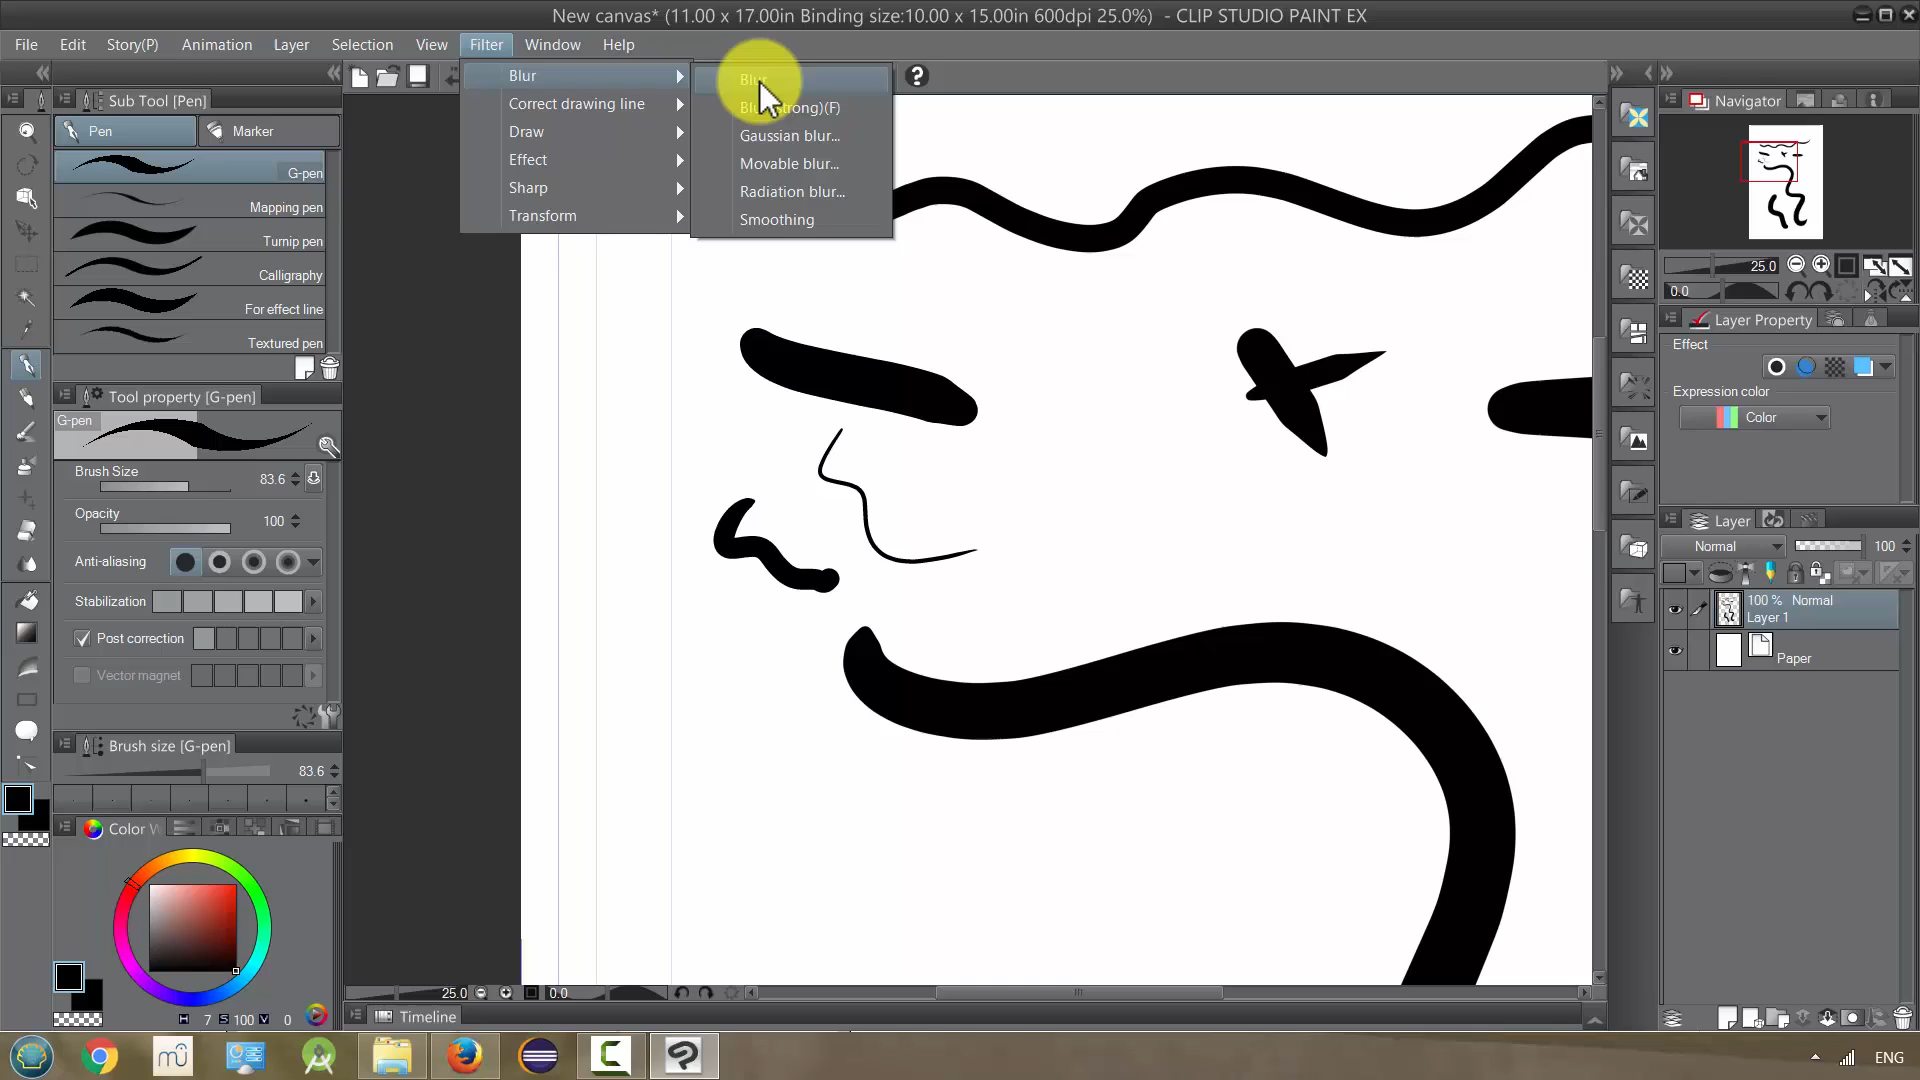 New canvas* (11.00 x 17.00in Binding size:10.00 x 15.00in 600dpi 25.0%)  - CLIP STUDIO PAINT EX
File Edit Story(P) Animation Layer Selection View Filter Window Help
Sub Tool [Pen]
Pen Marker
G-pen
Mapping pen
Turnip pen
Calligraphy
For effect line
Textured pen
Tool property [G-pen]
G-pen
Brush Size 83.6
Opacity 100
Anti-aliasing
Stabilization
Post correction
Vector magnet
Brush size [G-pen]
83.6
Color W
H 7 S 100 V 0
Blur
Correct drawing line
Draw
Effect
Sharp
Transform
Blur
Gaussian blur...
Movable blur...
Radiation blur...
Smoothing
25.0 0.0
Timeline
Navigator
25.0
0.0
Layer Property
Effect
Expression color
Color
Layer
Normal 100
100 % Normal
Layer 1
Paper
ENG